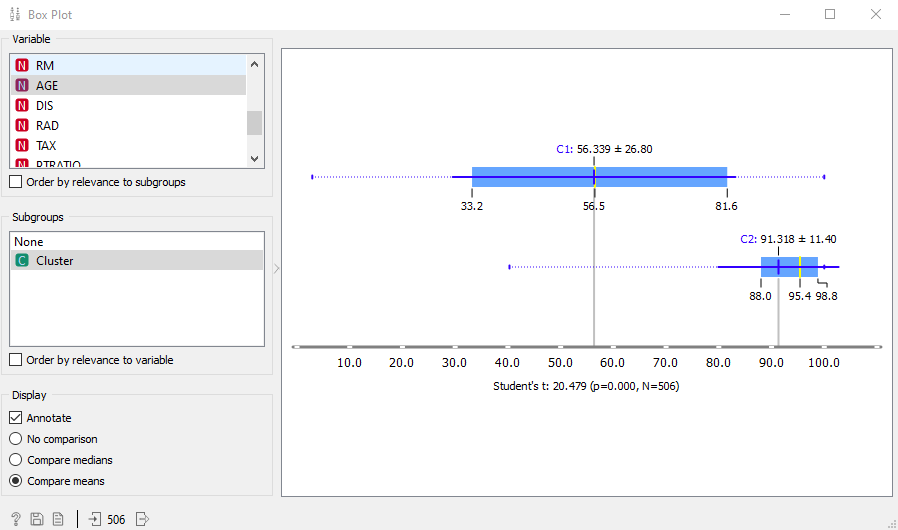 Box Plot
Variable
N RM
N AGE
N DIS
N RAD
N TAX
N PTRATIO
Order by relevance to subgroups
Subgroups
None
C Cluster
Order by relevance to variable
Display
Annotate
No comparison
Compare medians
Compare means
? 506
C1: 56.339 ± 26.80
33.2 56.5 81.6
C2: 91.318 ± 11.40
88.0 95.4 98.8
10.0 20.0 30.0 40.0 50.0 60.0 70.0 80.0 90.0 100.0
Student's t: 20.479 (p=0.000, N=506)